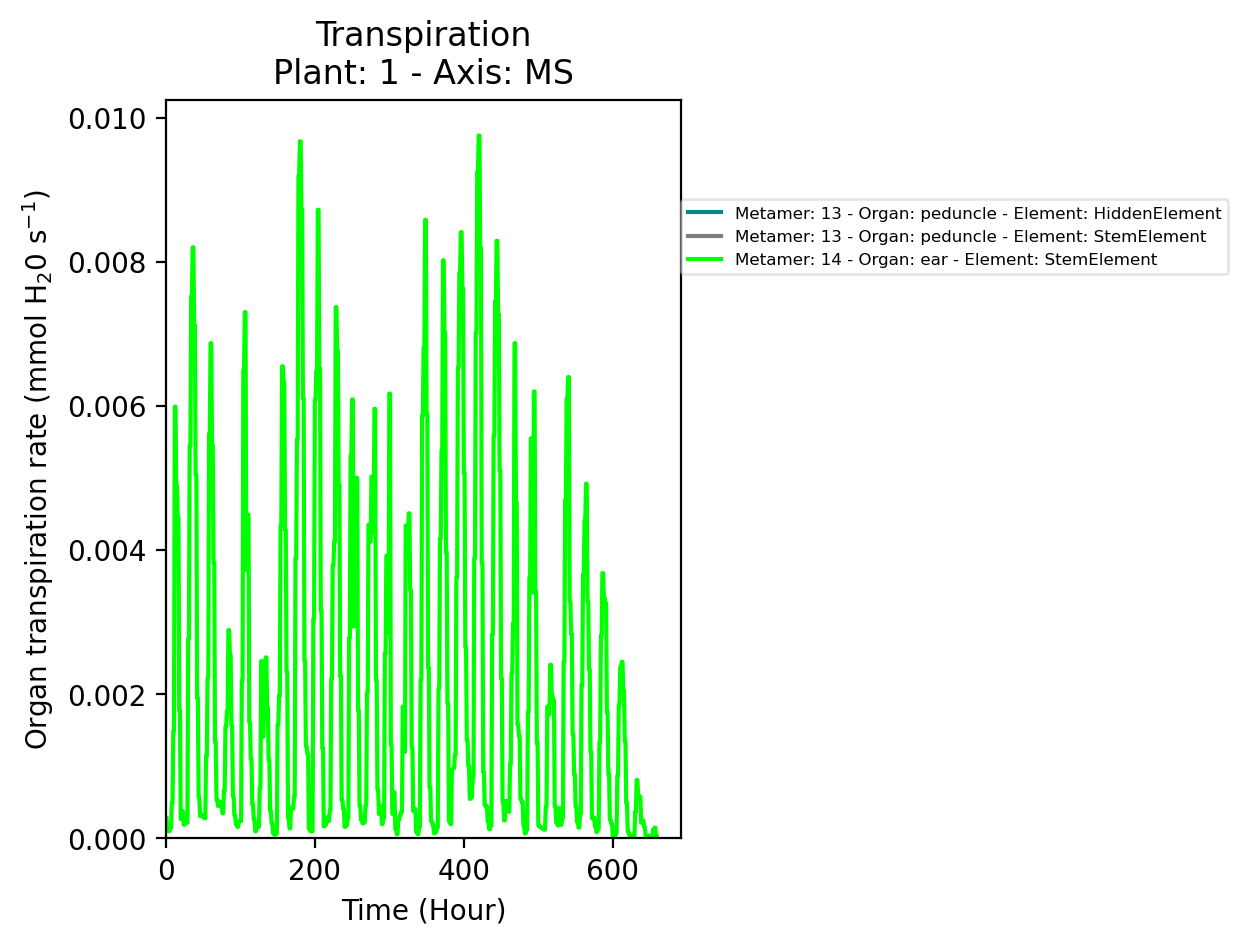 Transpiration
Plant: 1 - Axis: MS
0.010
0.008
0.006
0.004
0.002
0.000
Organ transpiration rate (mmol H₂0 s⁻¹)
0 200 400 600
Time (Hour)
Metamer: 13 - Organ: peduncle - Element: HiddenElement
Metamer: 13 - Organ: peduncle - Element: StemElement
Metamer: 14 - Organ: ear - Element: StemElement